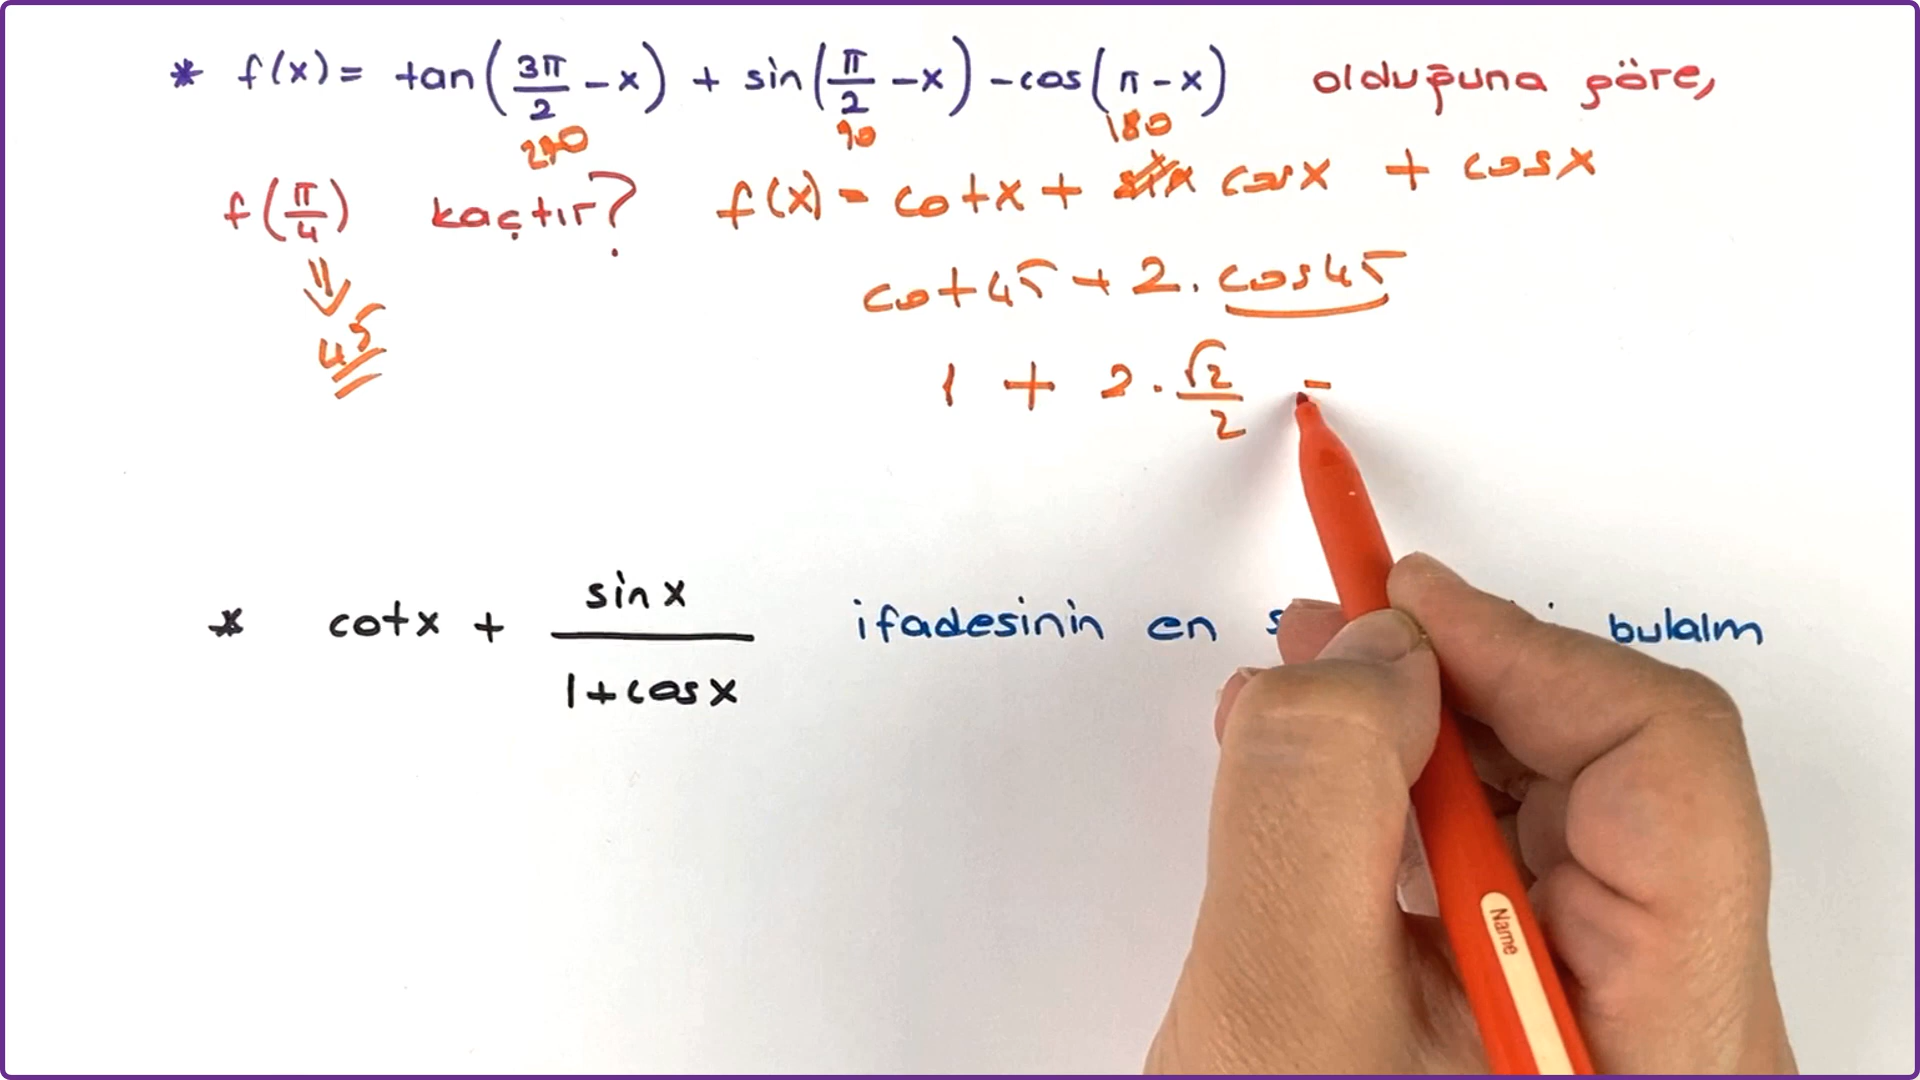 * f(x) = tan(3π/2 - x) + sin(π/2 - x) - cos(π - x) olduğuna göre,
270 90 180
f(π/4) kaçtır? f(x) = cotx + cosx + cosx
45
cot45 + 2. cos45
1 + 2. √2/2 =
* cotx + sinx/1+cosx ifadesinin en bulalım
Name